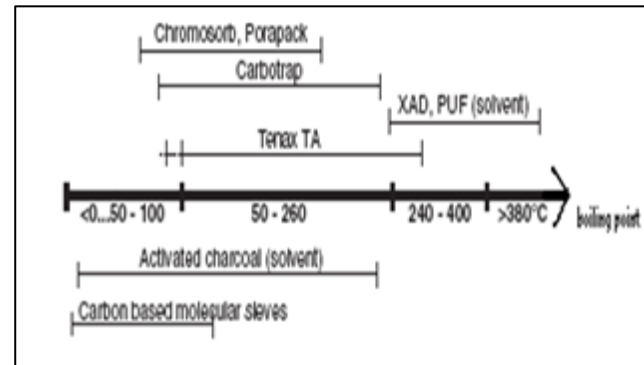 Chromosorb, Porapack
Carbotrap
XAD, PUF (solvent)
Tenax TA
<0...50 - 100 50 - 260 240 - 400 >380°C boiling point
Activated charcoal (solvent)
Carbon based molecular sieves